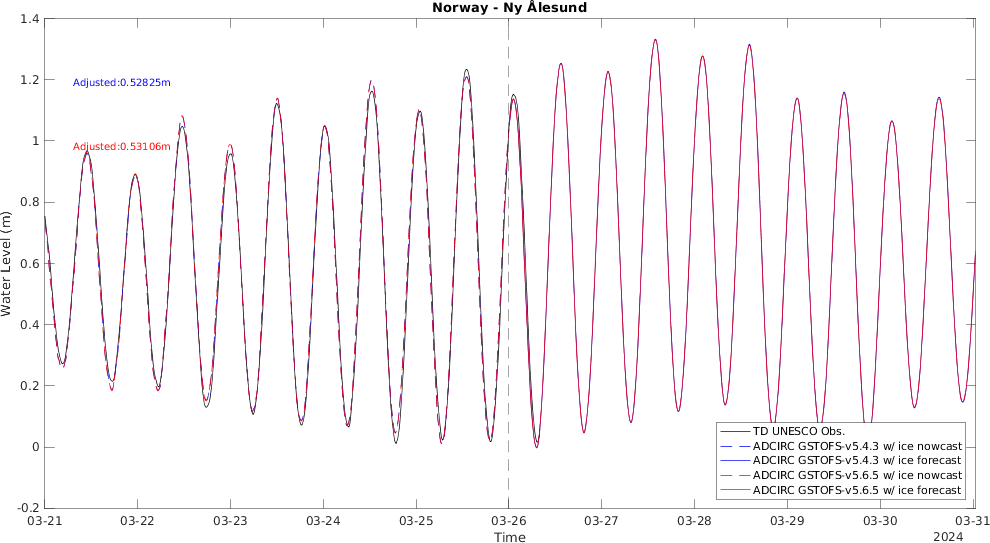 Norway - Ny Ålesund
1.4
1.2
1
0.8
0.6
0.4
0.2
0
-0.2
Water Level (m)
Adjusted:0.52825m
Adjusted:0.53106m
TD UNESCO Obs.
ADCIRC GSTOFS-v5.4.3 w/ ice nowcast
ADCIRC GSTOFS-v5.4.3 w/ ice forecast
ADCIRC GSTOFS-v5.6.5 w/ ice nowcast
ADCIRC GSTOFS-v5.6.5 w/ ice forecast
03-21 03-22 03-23 03-24 03-25 03-26 03-27 03-28 03-29 03-30 03-31
Time
2024